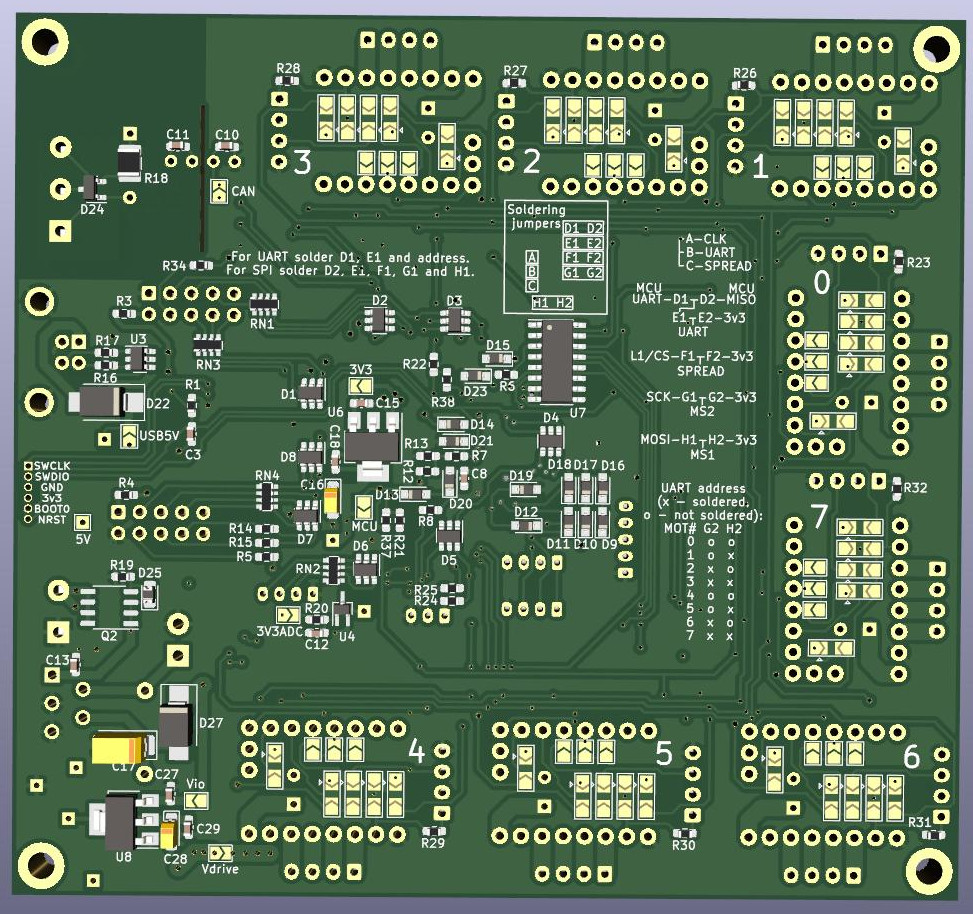 R28
R27
R26
3
2
1
C11
C10
R18
D24
CAN
Soldering
jumpers
D1 D2
E1 E2
A
F1 F2
B
G1 G2
C
H1 H2
A-CLK
B-UART
C-SPREAD
For UART solder D1, E1 and address.
For SPI solder D2, E1, F1, G1 and H1.
R34
MCU
MCU
UART-D1┬D2-MISO
E1┬E2-3v3
UART
L1/CS-F1┬F2-3v3
SPREAD
SCK-G1┬G2-3v3
MS2
MOSI-H1┬H2-3v3
MS1
0
R23
R3
RN1
D2
D3
R17
U3
RN3
R16
D15
R22
D23
R6
R38
U7
3V3
D22
R1
D1
U6
C15
USB5V
C3
D14
D4
D21
R13
R7
C18
D8
R12
C8
D18
D17
D16
D19
SWCLK
SWDIO
GND
3v3
BOOT0
NRST
R4
RN4
C16
D13
D20
5V
D7
MCU
R8
D12
D11
D10
D9
R14
R15
R5
R37
R21
D5
D6
RN2
UART address
(x - soldered,
o - not soldered):
MOT# G2 H2
0 o o
1 o x
2 x o
3 x x
4 o o
5 o x
6 x o
7 x x
R32
7
R19
D25
Q2
R25
R24
R20
3V3ADC
U4
C12
C13
D27
C17
C27
Vio
U8
C28
C29
Vdrive
4
5
6
R29
R30
R31